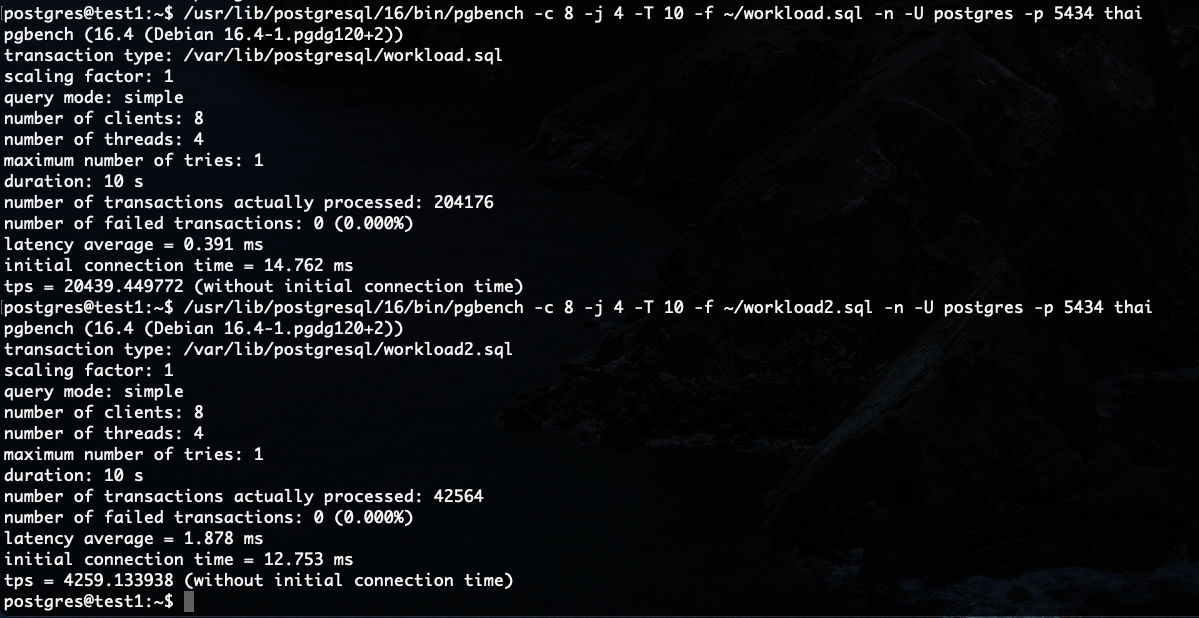 postgres@test1:~$ /usr/lib/postgresql/16/bin/pgbench -c 8 -j 4 -T 10 -f ~/workload.sql -n -U postgres -p 5434 thai
pgbench (16.4 (Debian 16.4-1.pgdg120+2))
transaction type: /var/lib/postgresql/workload.sql
scaling factor: 1
query mode: simple
number of clients: 8
number of threads: 4
maximum number of tries: 1
duration: 10 s
number of transactions actually processed: 204176
number of failed transactions: 0 (0.000%)
latency average = 0.391 ms
initial connection time = 14.762 ms
tps = 20439.449772 (without initial connection time)
postgres@test1:~$ /usr/lib/postgresql/16/bin/pgbench -c 8 -j 4 -T 10 -f ~/workload2.sql -n -U postgres -p 5434 thai
pgbench (16.4 (Debian 16.4-1.pgdg120+2))
transaction type: /var/lib/postgresql/workload2.sql
scaling factor: 1
query mode: simple
number of clients: 8
number of threads: 4
maximum number of tries: 1
duration: 10 s
number of transactions actually processed: 42564
number of failed transactions: 0 (0.000%)
latency average = 1.878 ms
initial connection time = 12.753 ms
tps = 4259.133938 (without initial connection time)
postgres@test1:~$